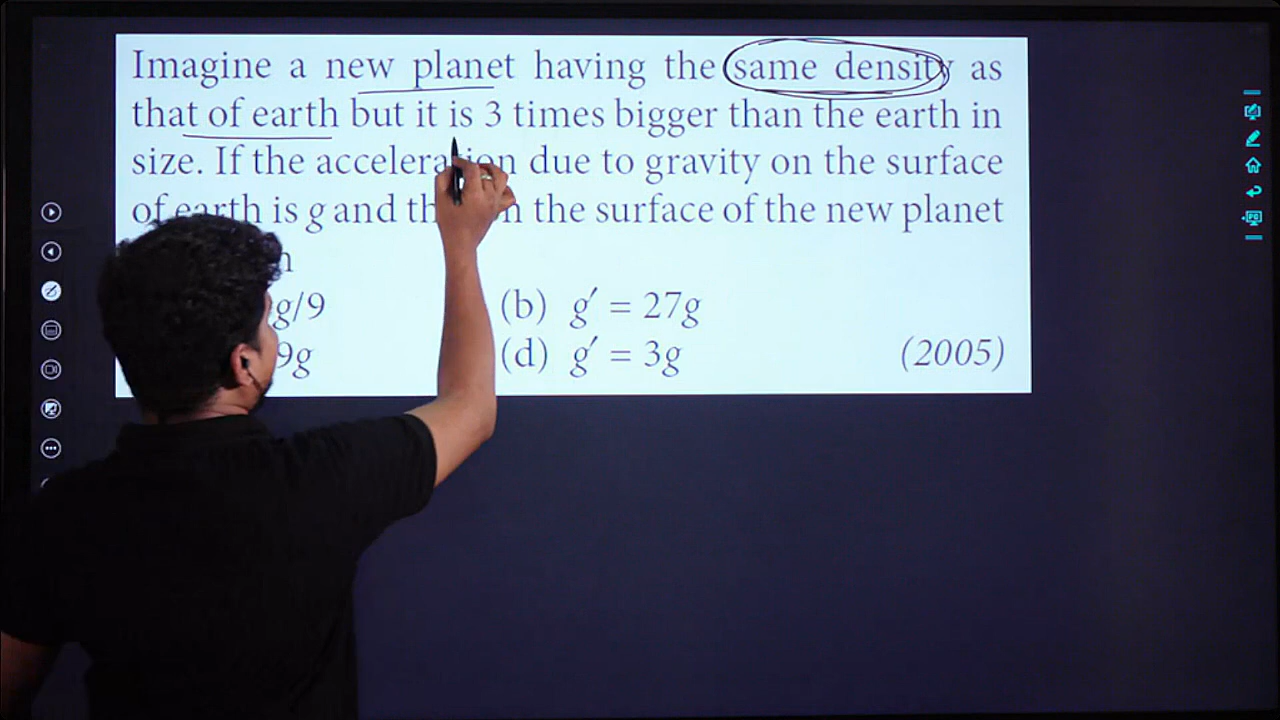 Imagine a new planet having the same density as
that of earth but it is 3 times bigger than the earth in
size. If the acceleration due to gravity on the surface
of earth is g and th n the surface of the new planet
g/9 (b) g′ = 27g
9g (d) g′ = 3g (2005)